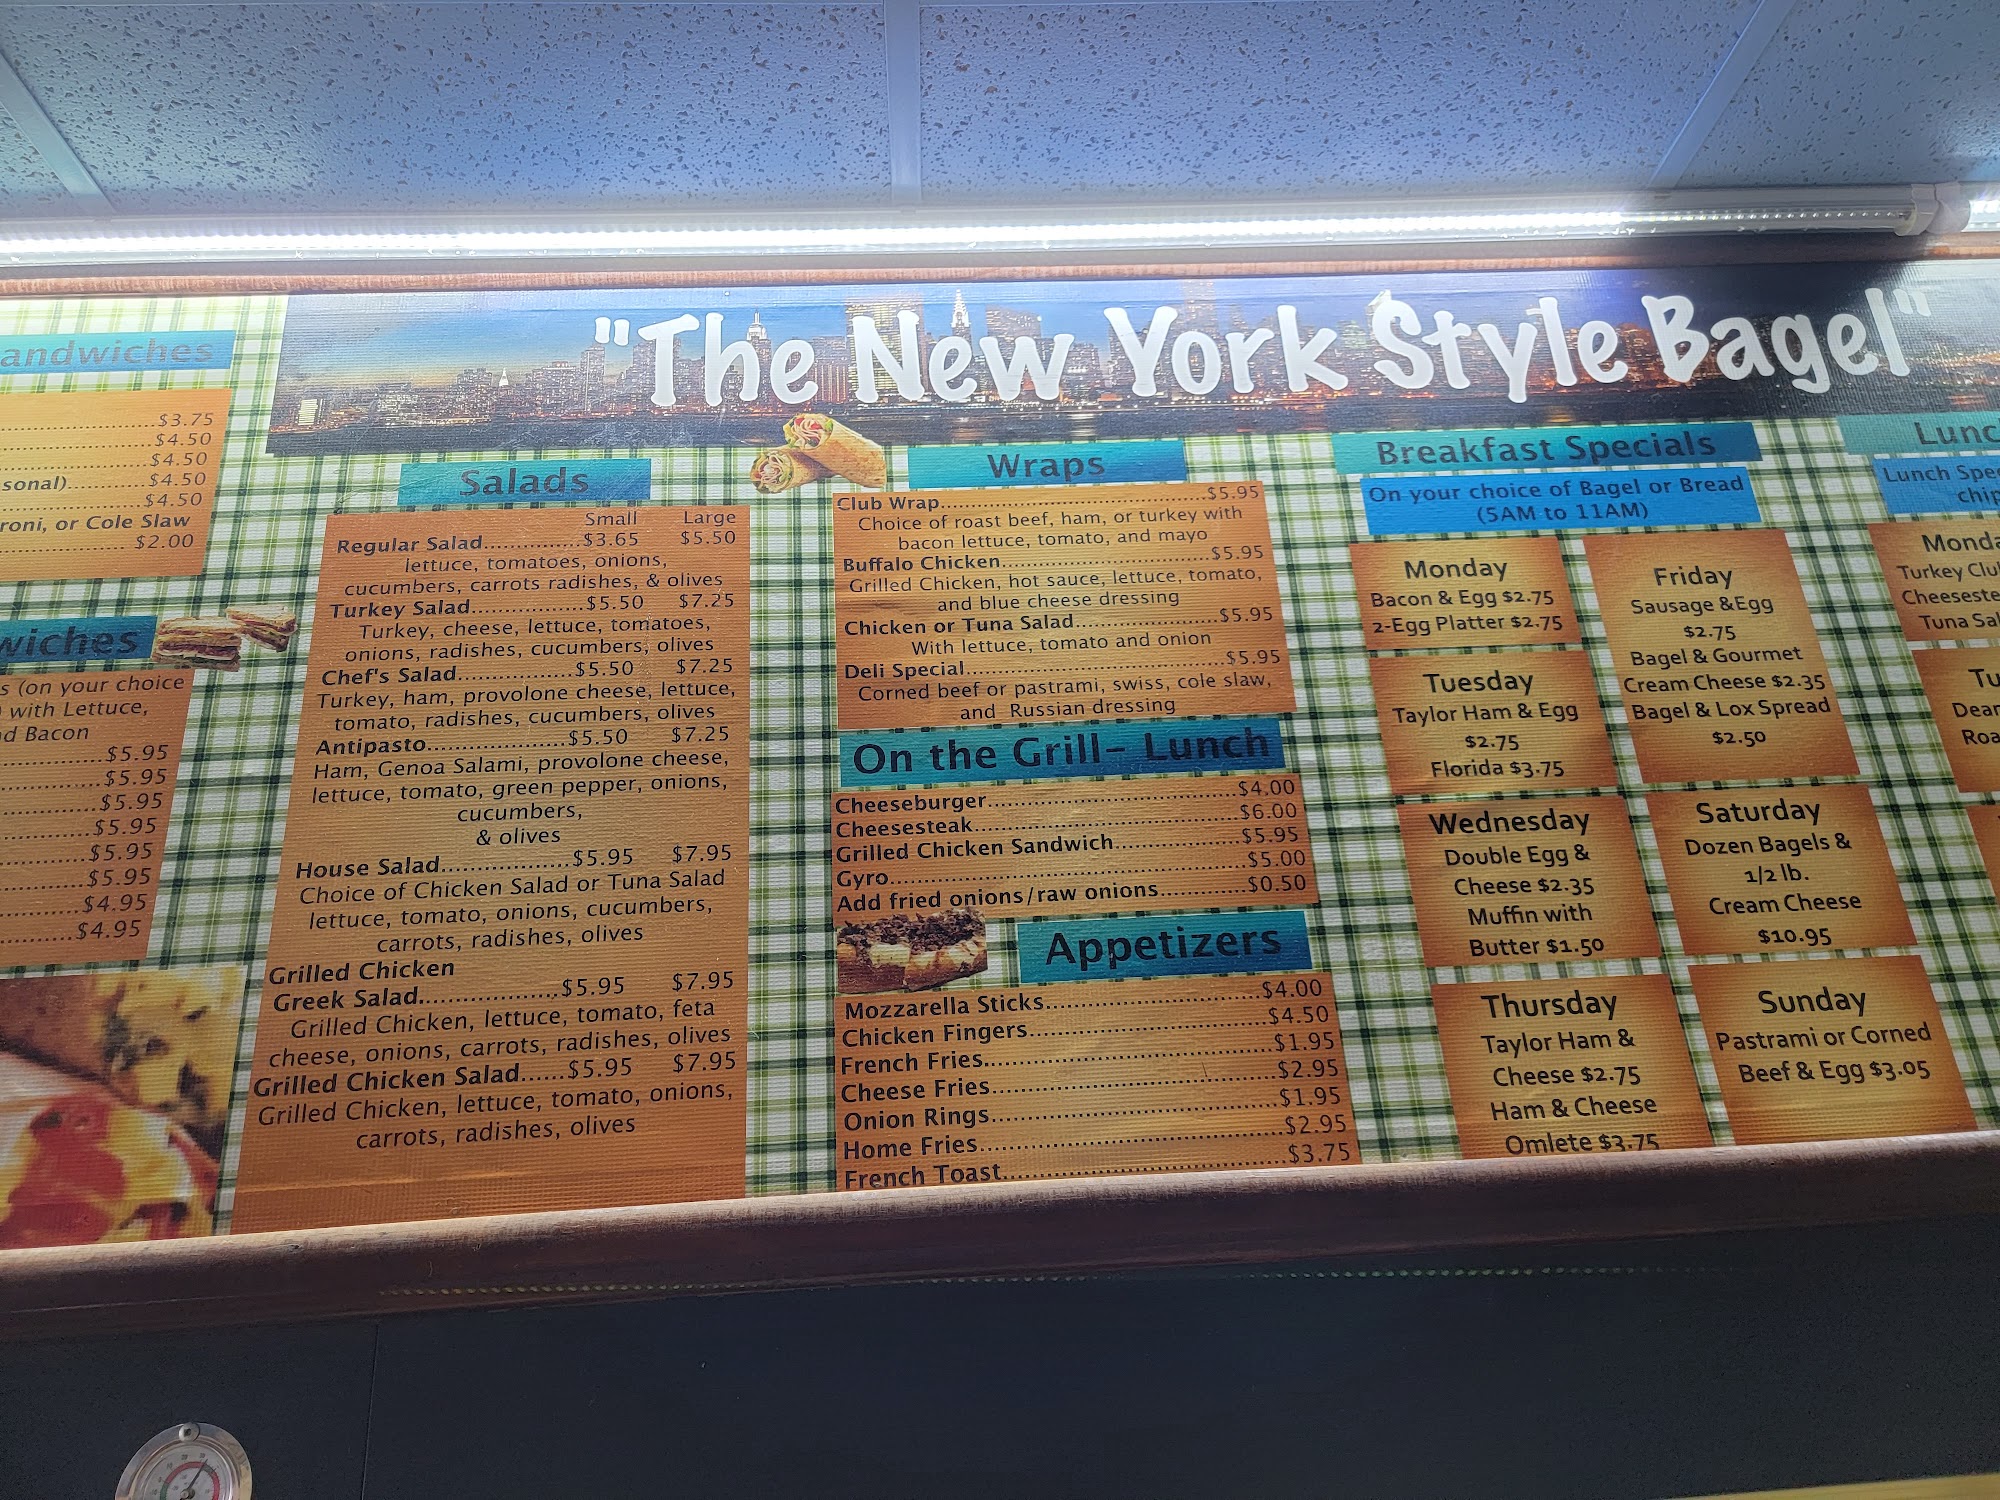 "The New York Style Bagel"
andwiches
$3.75
$4.50
$4.50
sonal)............$4.50
$4.50
roni, or Cole Slaw
$2.00
wiches
s (on your choice
) with Lettuce,
nd Bacon
$5.95
$5.95
$5.95
$5.95
$5.95
$5.95
$4.95
$4.95
Salads
Small Large
Regular Salad...............$3.65 $5.50
lettuce, tomatoes, onions,
cucumbers, carrots radishes, & olives
Turkey Salad.................$5.50 $7.25
Turkey, cheese, lettuce, tomatoes,
onions, radishes, cucumbers, olives
Chef's Salad..................$5.50 $7.25
Turkey, ham, provolone cheese, lettuce,
tomato, radishes, cucumbers, olives
Antipasto.....................$5.50 $7.25
Ham, Genoa Salami, provolone cheese,
lettuce, tomato, green pepper, onions,
cucumbers,
& olives
House Salad...................$5.95 $7.95
Choice of Chicken Salad or Tuna Salad
lettuce, tomato, onions, cucumbers,
carrots, radishes, olives
Grilled Chicken
Greek Salad....................$5.95 $7.95
Grilled Chicken, lettuce, tomato, feta
cheese, onions, carrots, radishes, olives
Grilled Chicken Salad......$5.95 $7.95
Grilled Chicken, lettuce, tomato, onions,
carrots, radishes, olives
Wraps
Club Wrap......................................$5.95
Choice of roast beef, ham, or turkey with
bacon lettuce, tomato, and mayo
Buffalo Chicken..............................$5.95
Grilled Chicken, hot sauce, lettuce, tomato,
and blue cheese dressing
Chicken or Tuna Salad.....................$5.95
With lettuce, tomato and onion
Deli Special.....................................$5.95
Corned beef or pastrami, swiss, cole slaw,
and Russian dressing
On the Grill- Lunch
Cheeseburger...................................$4.00
Cheesesteak.....................................$6.00
Grilled Chicken Sandwich.................$5.95
Gyro.................................................$5.00
Add fried onions/raw onions............$0.50
Appetizers
Mozzarella Sticks..............................$4.00
Chicken Fingers................................$4.50
French Fries......................................$1.95
Cheese Fries.....................................$2.95
Onion Rings......................................$1.95
Home Fries.......................................$2.95
French Toast.....................................$3.75
Breakfast Specials
On your choice of Bagel or Bread
(5AM to 11AM)
Monday
Bacon & Egg $2.75
2-Egg Platter $2.75
Tuesday
Taylor Ham & Egg
$2.75
Florida $3.75
Wednesday
Double Egg &
Cheese $2.35
Muffin with
Butter $1.50
Thursday
Taylor Ham &
Cheese $2.75
Ham & Cheese
Omlete $3.75
Friday
Sausage &Egg
$2.75
Bagel & Gourmet
Cream Cheese $2.35
Bagel & Lox Spread
$2.50
Saturday
Dozen Bagels &
1/2 lb.
Cream Cheese
$10.95
Sunday
Pastrami or Corned
Beef & Egg $3.05
Lunc
Lunch Spe
chip
Monda
Turkey Clu
Cheeseste
Tuna Sal
Tu
Dear
Roa